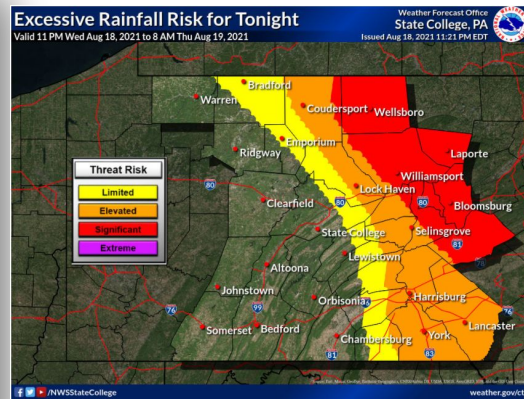 Excessive Rainfall Risk for Tonight
Valid 11 PM Wed Aug 18, 2021 to 8 AM Thu Aug 19, 2021
Weather Forecast Office
State College, PA
Issued Aug 18, 2021 11:21 PM EDT
Bradford
Warren
Coudersport
Wellsboro
Emporium
Ridgway
Laporte
Threat Risk
Limited
Elevated
Significant
Extreme
80
Williamsport
Lock Haven
Clearfield
80
80
Bloomsburg
State College
Selinsgrove
81
Lewistown
Altoona
Johnstown
Orbisonia
76
Harrisburg
76
99
Somerset
Bedford
Chambersburg
81
York
Lancaster
83
/NWSStateCollege
weather.gov/ct